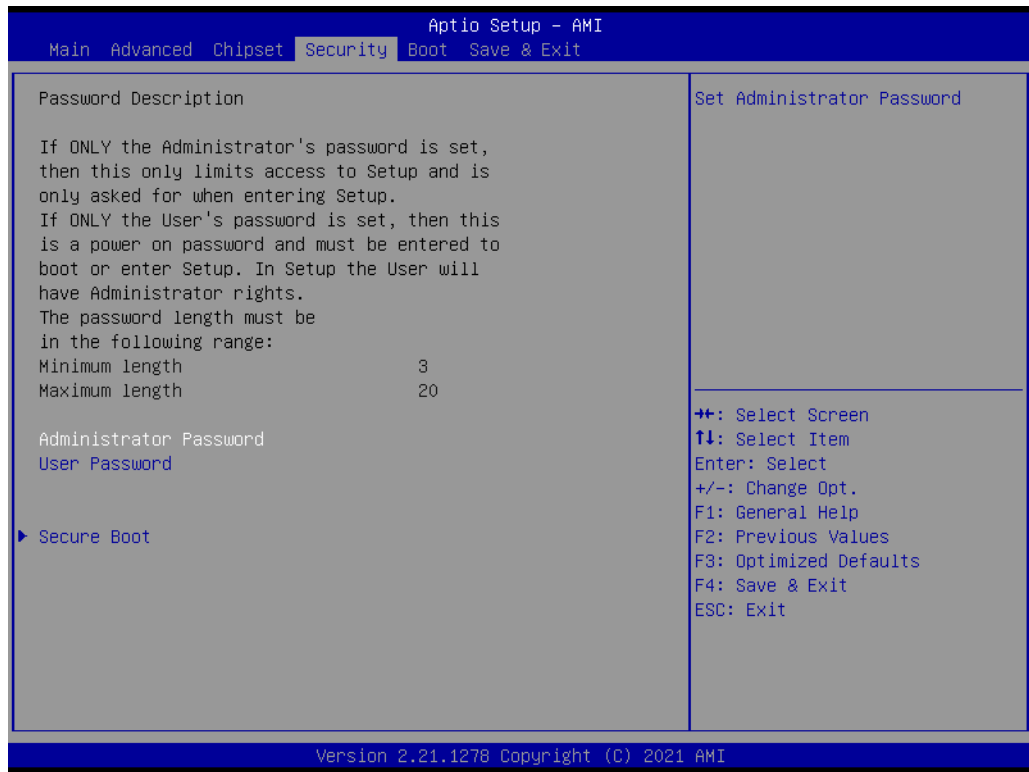 Aptio Setup – AMI
Main Advanced Chipset Security Boot Save & Exit
Password Description
If ONLY the Administrator's password is set,
then this only limits access to Setup and is
only asked for when entering Setup.
If ONLY the User's password is set, then this
is a power on password and must be entered to
boot or enter Setup. In Setup the User will
have Administrator rights.
The password length must be
in the following range:
Minimum length 3
Maximum length 20
Administrator Password
User Password
Secure Boot
Set Administrator Password
→←: Select Screen
↑↓: Select Item
Enter: Select
+/-: Change Opt.
F1: General Help
F2: Previous Values
F3: Optimized Defaults
F4: Save & Exit
ESC: Exit
Version 2.21.1278 Copyright (C) 2021 AMI